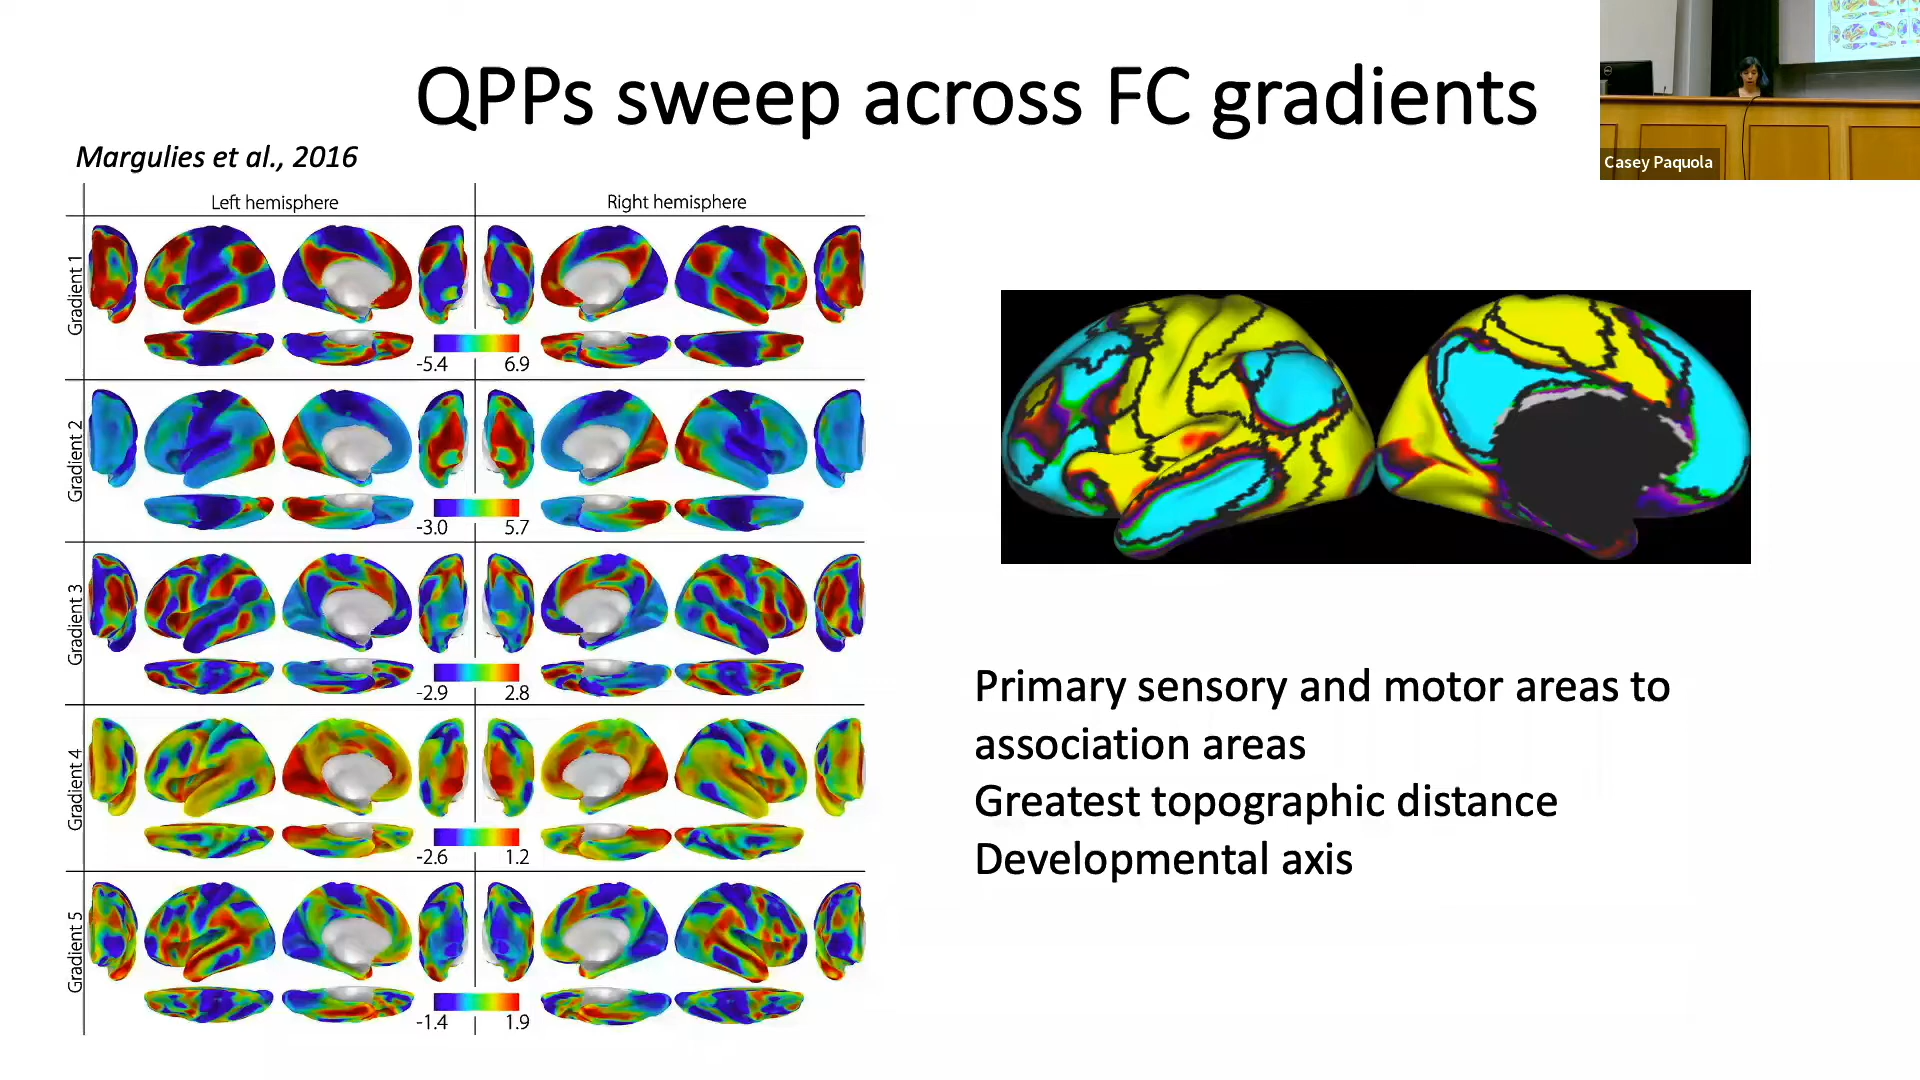 QPPs sweep across FC gradients
Casey Paquola
Margulies et al., 2016
Left hemisphere
Right hemisphere
Gradient 1
-5.4
6.9
Gradient 2
-3.0
5.7
Gradient 3
-2.9
2.8
Gradient 4
-2.6
1.2
Gradient 5
-1.4
1.9
Primary sensory and motor areas to
association areas
Greatest topographic distance
Developmental axis